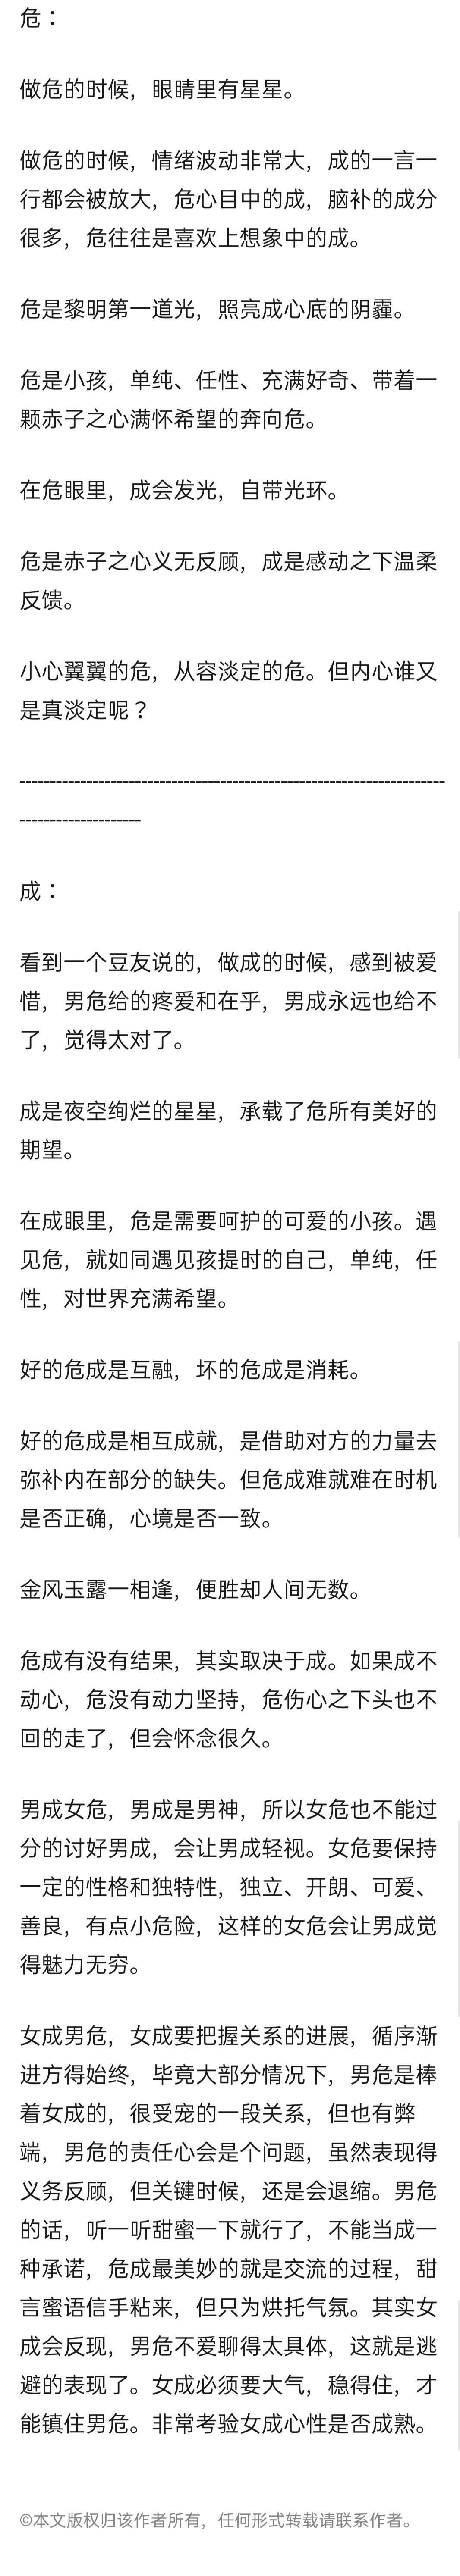 危：
做危的时候，眼睛里有星星。
做危的时候，情绪波动非常大，成的一言一
行都会被放大，危心目中的成，脑补的成分
很多，危往往是喜欢上想象中的成。
危是黎明第一道光，照亮成心底的阴霾。
危是小孩，单纯、任性、充满好奇、带着一
颗赤子之心满怀希望的奔向危。
在危眼里，成会发光，自带光环。
危是赤子之心义无反顾，成是感动之下温柔
反馈。
小心翼翼的危，从容淡定的危。但内心谁又
是真淡定呢？
----------------------------------------------------------------------
--------------------
成：
看到一个豆友说的，做成的时候，感到被爱
惜，男危给的疼爱和在乎，男成永远也给不
了，觉得太对了。
成是夜空绚烂的星星，承载了危所有美好的
期望。
在成眼里，危是需要呵护的可爱的小孩。遇
见危，就如同遇见孩提时的自己，单纯，任
性，对世界充满希望。
好的危成是互融，坏的危成是消耗。
好的危成是相互成就，是借助对方的力量去
弥补内在部分的缺失。但危成难就难在时机
是否正确，心境是否一致。
金风玉露一相逢，便胜却人间无数。
危成有没有结果，其实取决于成。如果成不
动心，危没有动力坚持，危伤心之下头也不
回的走了，但会怀念很久。
男成女危，男成是男神，所以女危也不能过
分的讨好男成，会让男成轻视。女危要保持
一定的性格和独特性，独立、开朗、可爱、
善良，有点小危险，这样的女危会让男成觉
得魅力无穷。
女成男危，女成要把握关系的进展，循序渐
进方得始终，毕竟大部分情况下，男危是棒
着女成的，很受宠的一段关系，但也有弊
端，男危的责任心会是个问题，虽然表现得
义务反顾，但关键时候，还是会退缩。男危
的话，听一听甜蜜一下就行了，不能当成一
种承诺，危成最美妙的就是交流的过程，甜
言蜜语信手粘来，但只为烘托气氛。其实女
成会反现，男危不爱聊得太具体，这就是逃
避的表现了。女成必须要大气，稳得住，才
能镇住男危。非常考验女成心性是否成熟。
©本文版权归该作者所有，任何形式转载请联系作者。